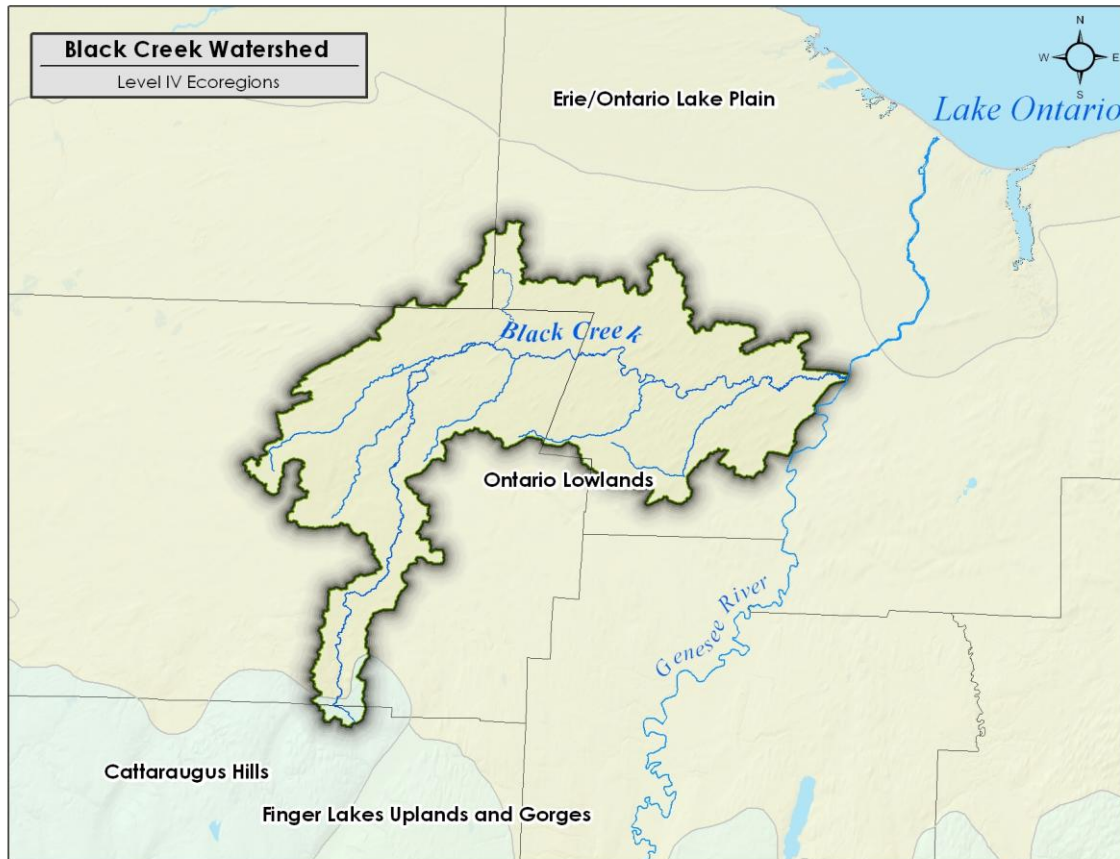 Black Creek Watershed
Level IV Ecoregions
N
W
E
S
Erie/Ontario Lake Plain
Lake Ontario
Black Creek
Ontario Lowlands
Genesee River
Cattaraugus Hills
Finger Lakes Uplands and Gorges